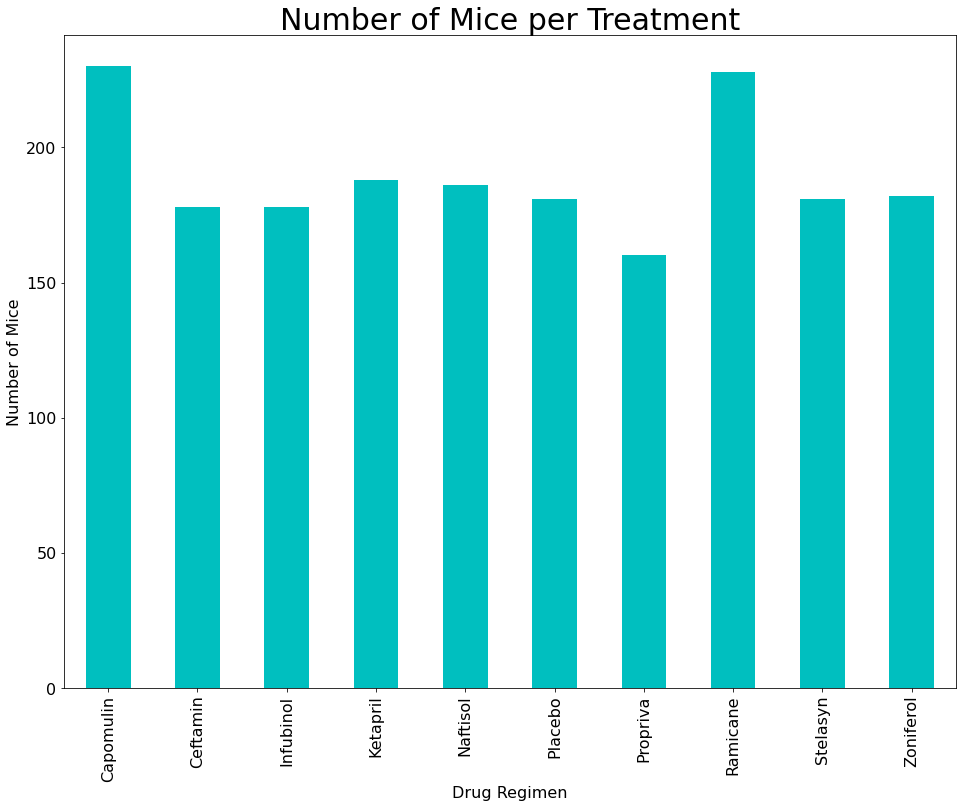 Number of Mice per Treatment
Number of Mice
200
150
100
50
0
Capomulin
Ceftamin
Infubinol
Ketapril
Naftisol
Placebo
Propriva
Ramicane
Stelasyn
Zoniferol
Drug Regimen